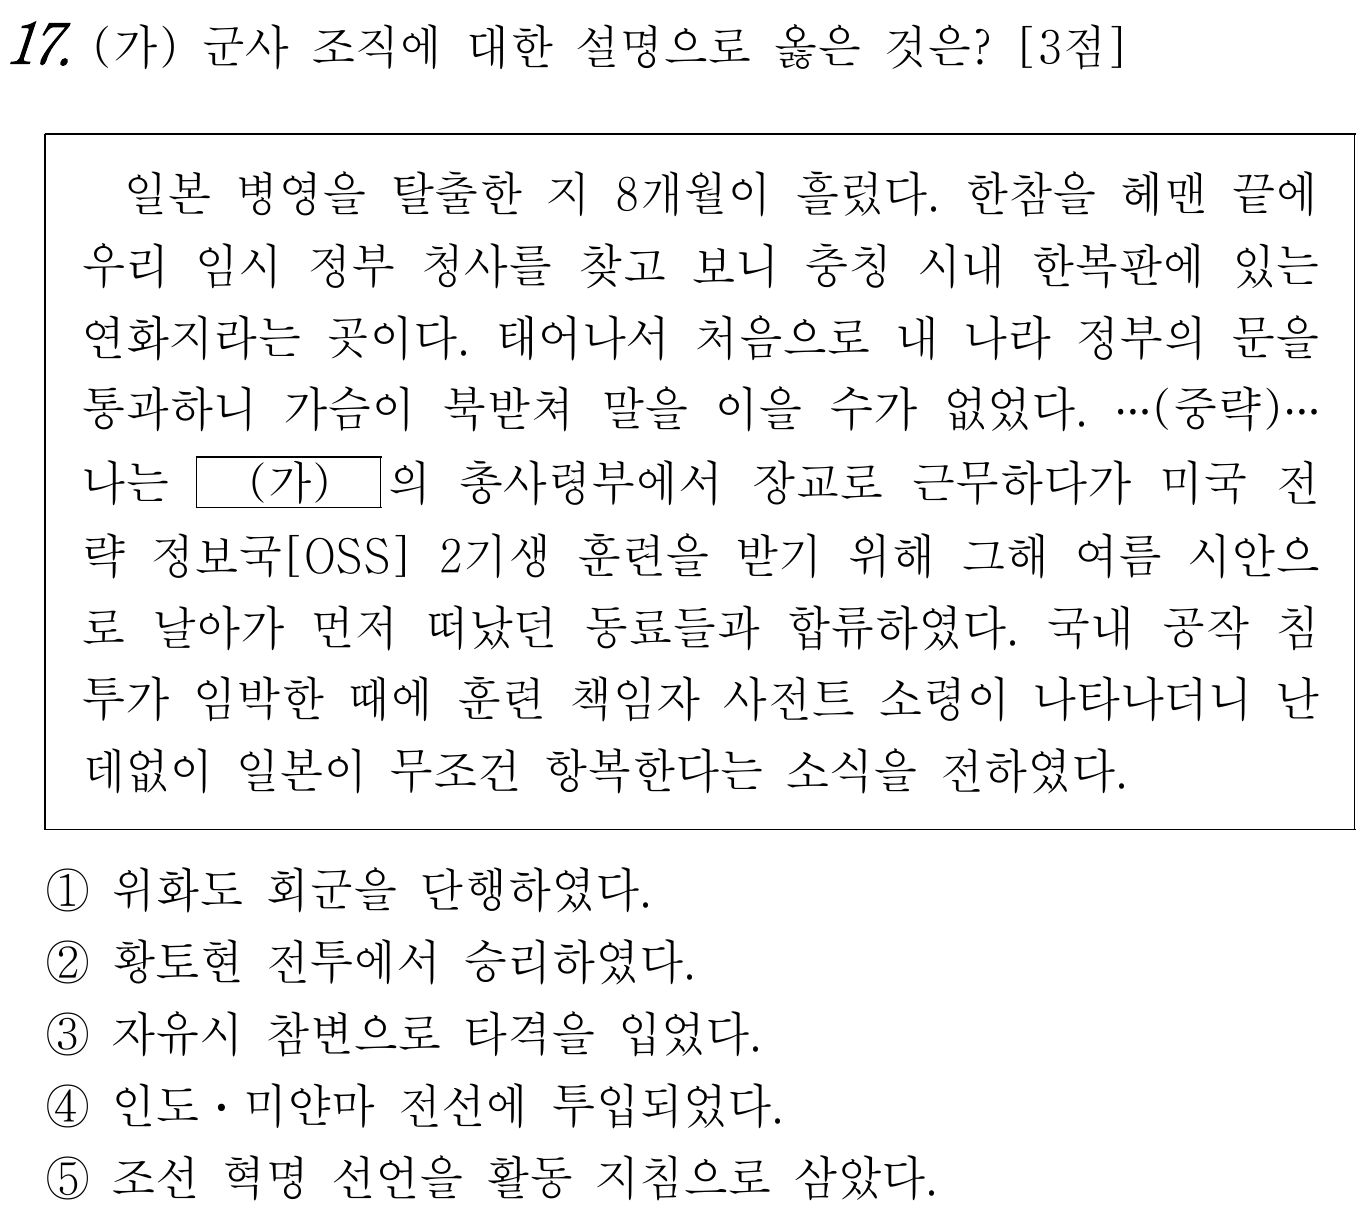 17. (가) 군사 조직에 대한 설명으로 옳은 것은? [3점]
일본 병영을 탈출한 지 8개월이 흘렀다. 한참을 헤맨 끝에
우리 임시 정부 청사를 찾고 보니 충칭 시내 한복판에 있는
연화지라는 곳이다. 태어나서 처음으로 내 나라 정부의 문을
통과하니 가슴이 북받쳐 말을 이을 수가 없었다. …(중략)…
나는 (가) 의 총사령부에서 장교로 근무하다가 미국 전
략 정보국[OSS] 2기생 훈련을 받기 위해 그해 여름 시안으
로 날아가 먼저 떠났던 동료들과 합류하였다. 국내 공작 침
투가 임박한 때에 훈련 책임자 사전트 소령이 나타나더니 난
데없이 일본이 무조건 항복한다는 소식을 전하였다.
① 위화도 회군을 단행하였다.
② 황토현 전투에서 승리하였다.
③ 자유시 참변으로 타격을 입었다.
④ 인도·미얀마 전선에 투입되었다.
⑤ 조선 혁명 선언을 활동 지침으로 삼았다.